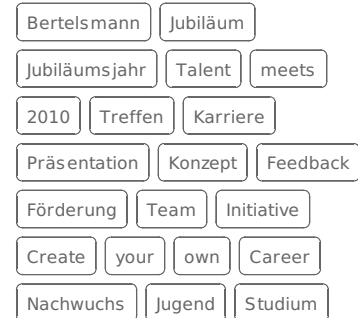 Bertelsmann Jubiläum
Jubiläumsjahr Talent meets
2010 Treffen Karriere
Präsentation Konzept Feedback
Förderung Team Initiative
Create your own Career
Nachwuchs Jugend Studium